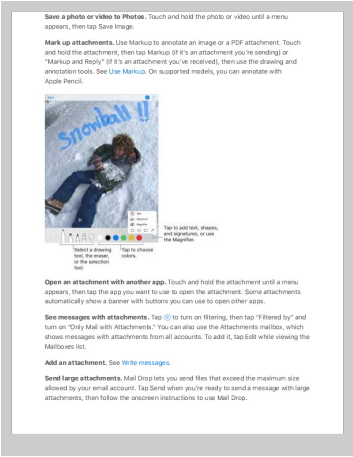 Save a photo or video to Photos. Touch and hold the photo or video until a menu
appears, then tap Save Image.
Mark up attachments. Use Markup to annotate an image or a PDF attachment. Touch
and hold the attachment, then tap Markup (if it's an attachment you're sending) or
"Markup and Reply" (if it's an attachment you've received), then use the drawing and
annotation tools. See Use Markup. On supported models, you can annotate with
Apple Pencil.
Snowball !!
Text
Signature
Magnifier
Tap to add text, shapes,
and signatures, or use
the Magnifier.
Select a drawing
tool, the eraser,
or the selection
tool.
Tap to choose
colors.
Open an attachment with another app. Touch and hold the attachment until a menu
appears, then tap the app you want to use to open the attachment. Some attachments
automatically show a banner with buttons you can use to open other apps.
See messages with attachments. Tap to turn on filtering, then tap "Filtered by" and
turn on "Only Mail with Attachments." You can also use the Attachments mailbox, which
shows messages with attachments from all accounts. To add it, tap Edit while viewing the
Mailboxes list.
Add an attachment. See Write messages.
Send large attachments. Mail Drop lets you send files that exceed the maximum size
allowed by your email account. Tap Send when you're ready to send a message with large
attachments, then follow the onscreen instructions to use Mail Drop.